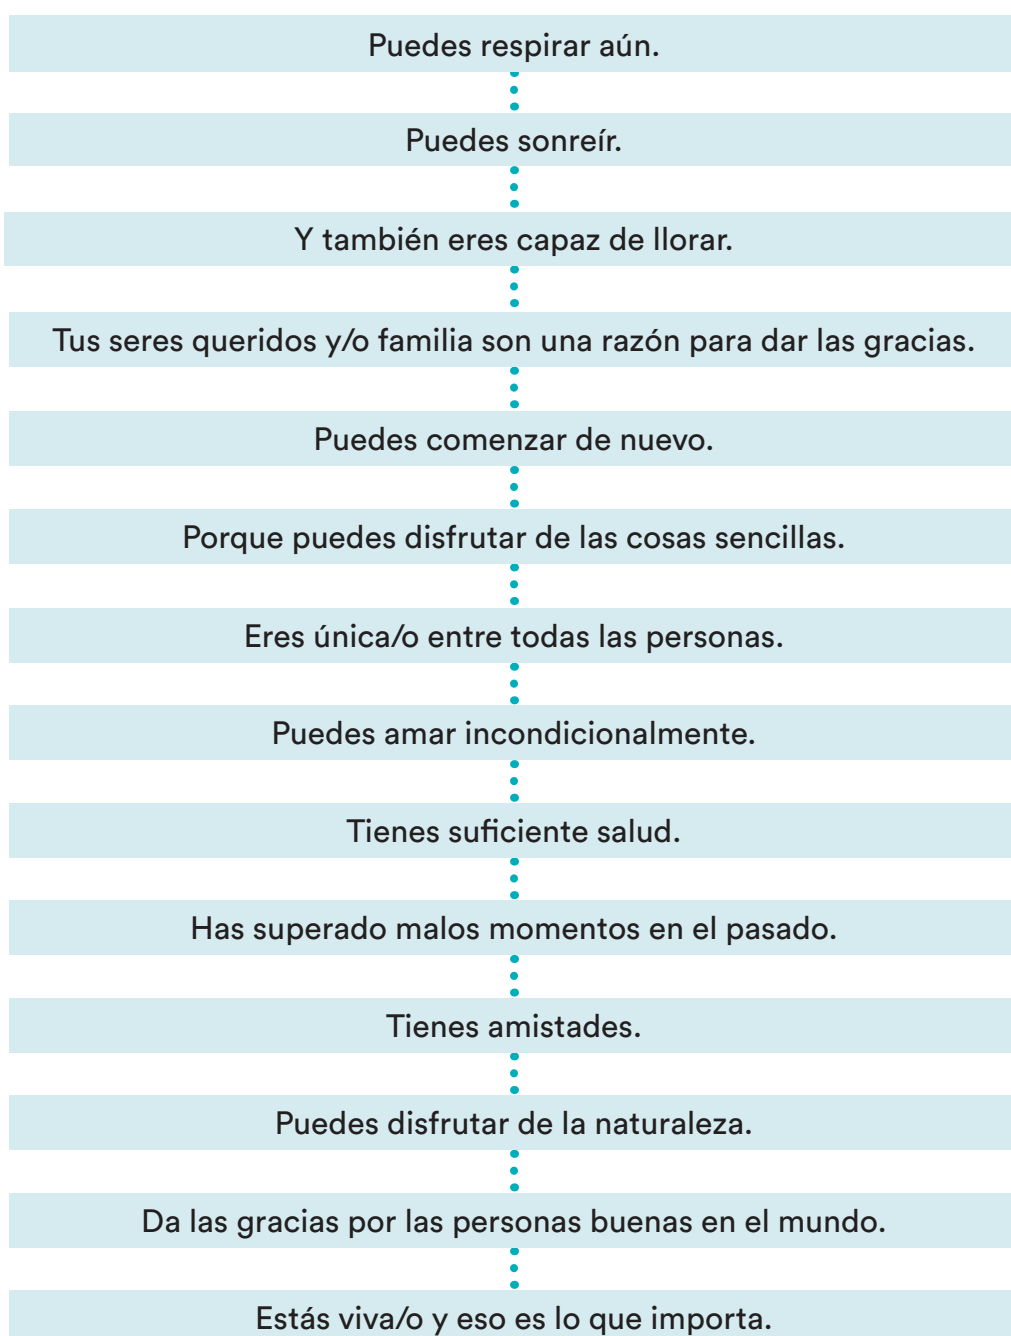 Puedes respirar aún.
Puedes sonreír.
Y también eres capaz de llorar.
Tus seres queridos y/o familia son una razón para dar las gracias.
Puedes comenzar de nuevo.
Porque puedes disfrutar de las cosas sencillas.
Eres única/o entre todas las personas.
Puedes amar incondicionalmente.
Tienes suficiente salud.
Has superado malos momentos en el pasado.
Tienes amistades.
Puedes disfrutar de la naturaleza.
Da las gracias por las personas buenas en el mundo.
Estás viva/o y eso es lo que importa.